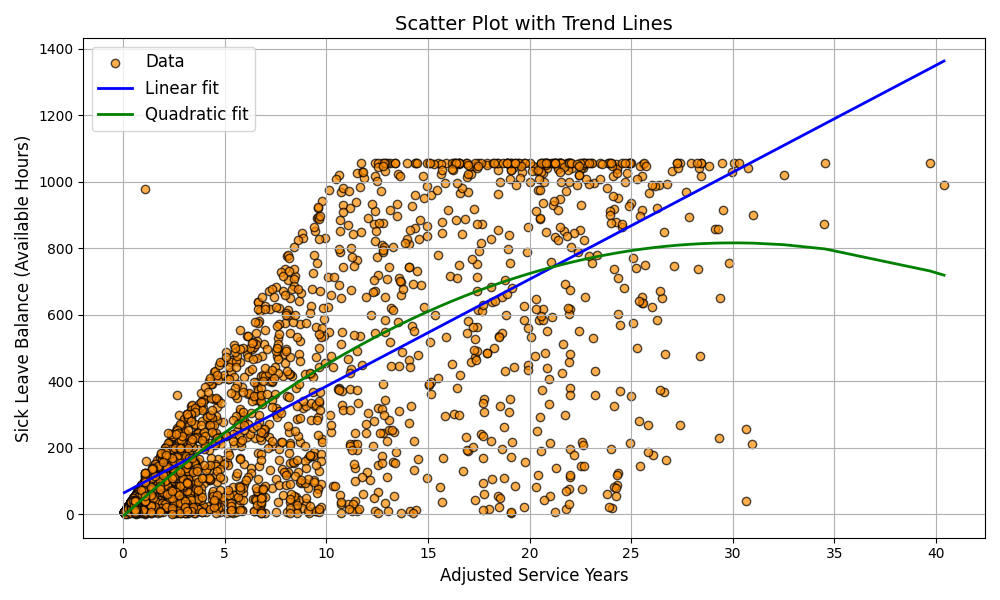 Scatter Plot with Trend Lines
Data
Linear fit
Quadratic fit
Sick Leave Balance (Available Hours)
1400
1200
1000
800
600
400
200
0
0 5 10 15 20 25 30 35 40
Adjusted Service Years